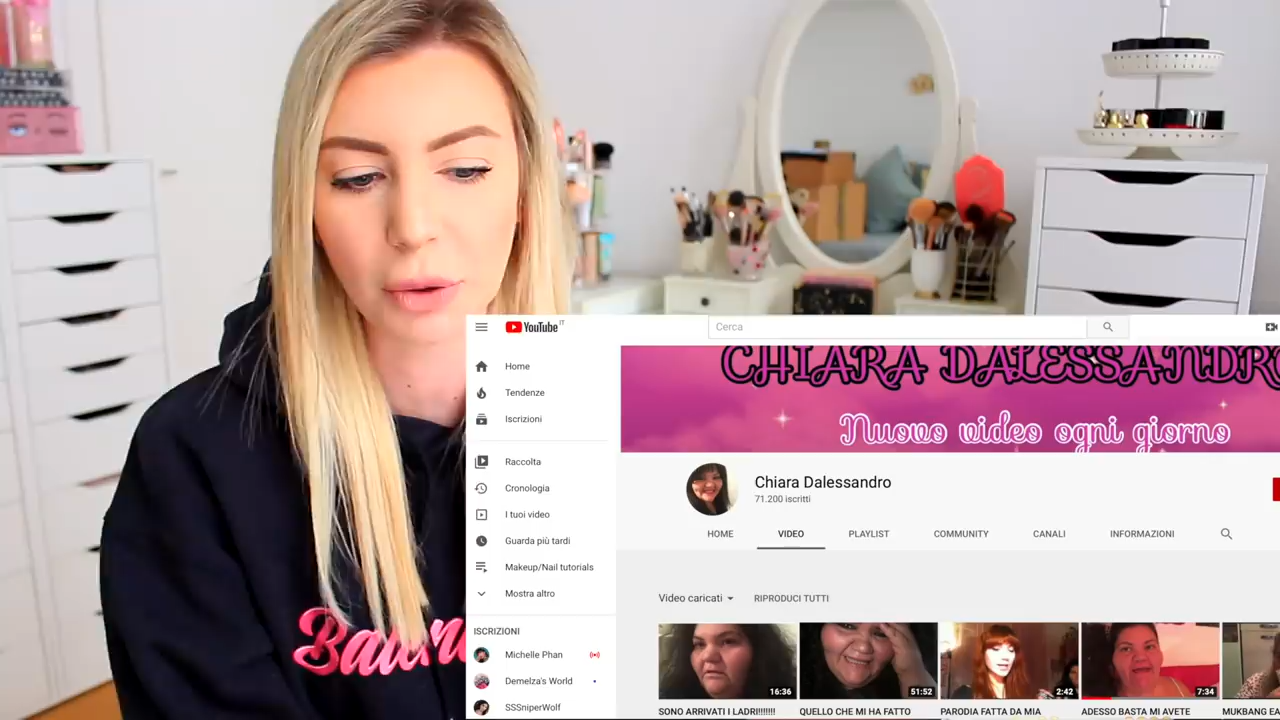 YouTube IT
Cerca
Home
Tendenze
Iscrizioni
Raccolta
Cronologia
I tuoi video
Guarda più tardi
Makeup/Nail tutorials
Mostra altro
ISCRIZIONI
Michelle Phan
Demelza's World
SSSniperWolf
CHIARA DALESSANDRO
Nuovo video ogni giorno
Chiara Dalessandro
71.200 iscritti
HOME VIDEO PLAYLIST COMMUNITY CANALI INFORMAZIONI
Video caricati RIPRODUCI TUTTI
16:36 51:52 2:42 7:34
SONO ARRIVATI I LADRI!!!!!!! QUELLO CHE MI HA FATTO PARODIA FATTA DA MIA ADESSO BASTA MI AVETE MUKBANG EA